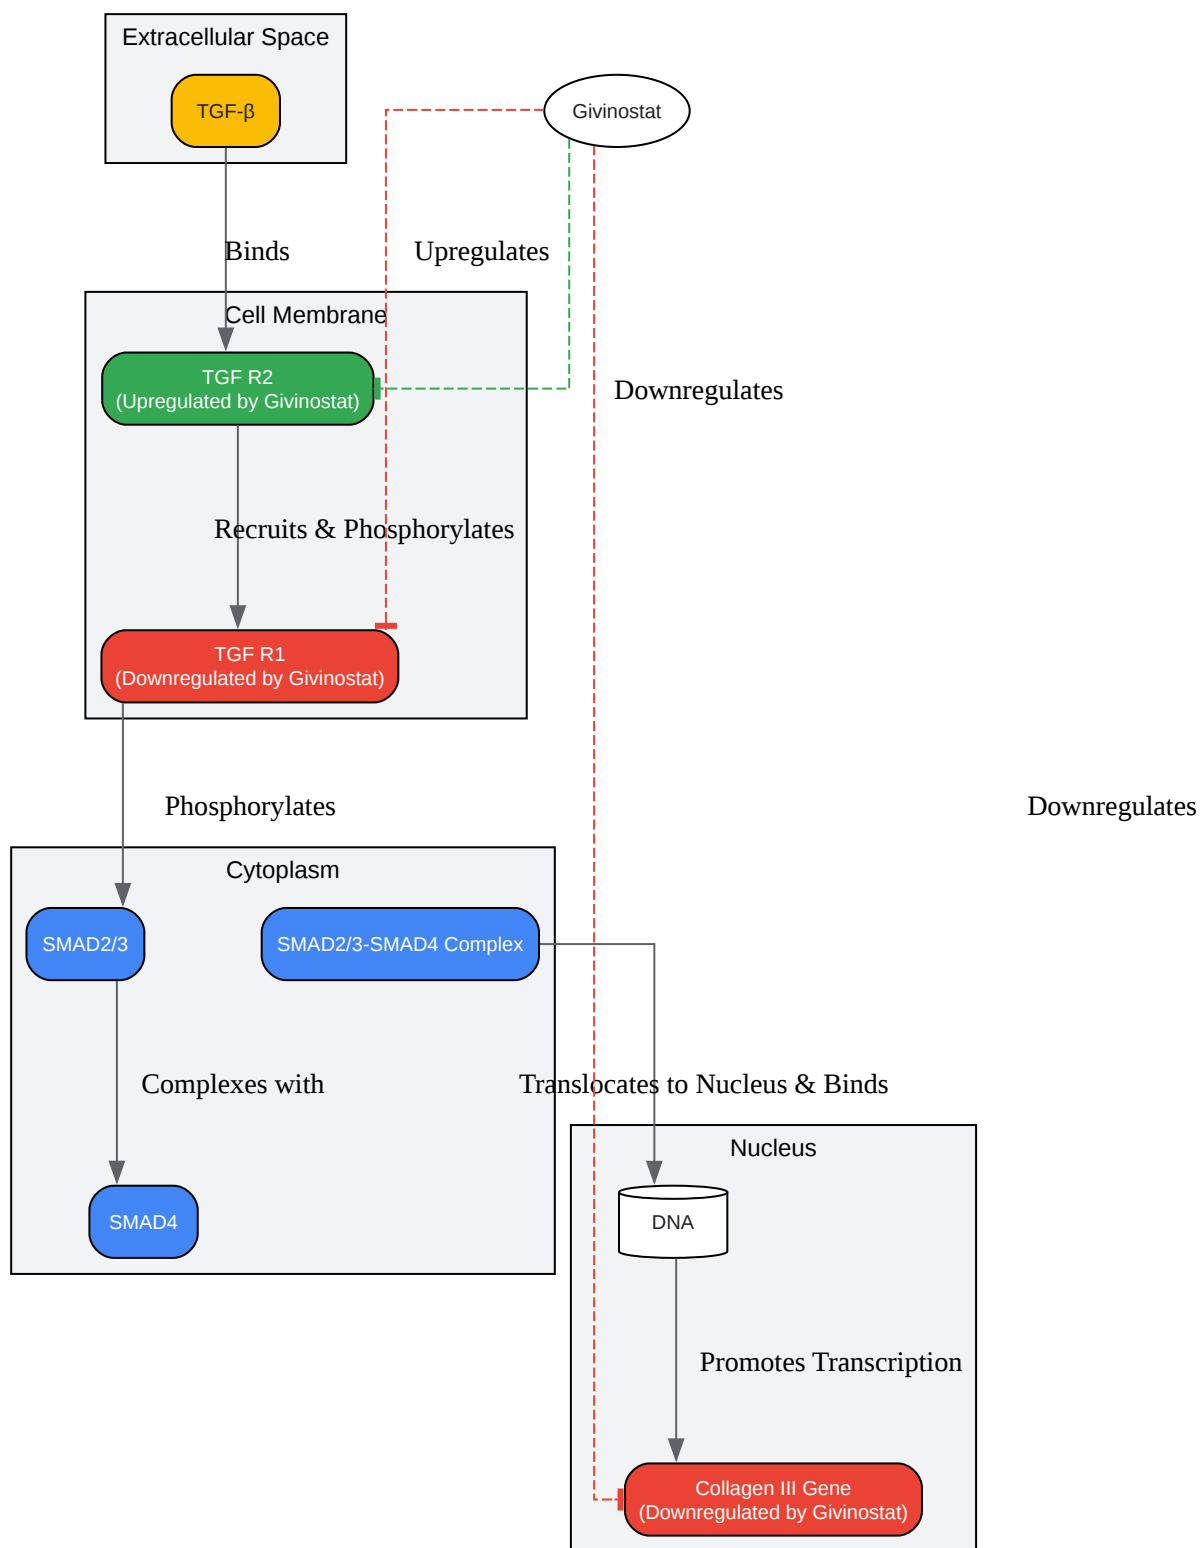 Extracellular Space
TGF-β
Givinostat
Binds
Upregulates
Cell Membrane
TGF R2
(Upregulated by Givinostat)
Downregulates
Recruits & Phosphorylates
TGF R1
(Downregulated by Givinostat)
Phosphorylates
Downregulates
Cytoplasm
SMAD2/3
SMAD2/3-SMAD4 Complex
Complexes with
Translocates to Nucleus & Binds
Nucleus
SMAD4
DNA
Promotes Transcription
Collagen III Gene
(Downregulated by Givinostat)